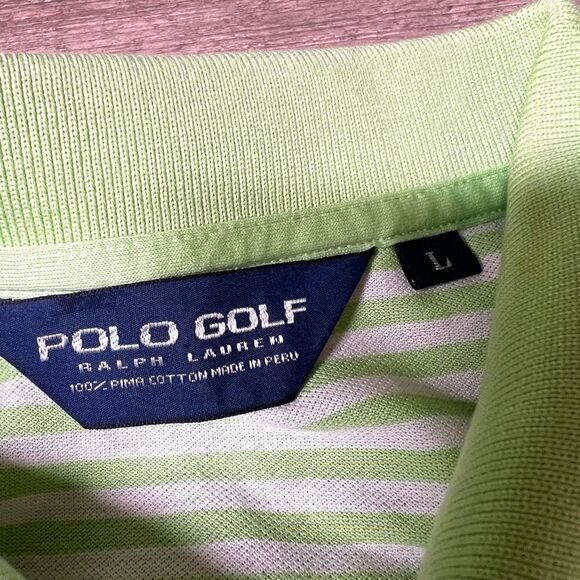 POLO GOLF
RALPH LAUREN
100% PIMA COTTON MADE IN PERU
L